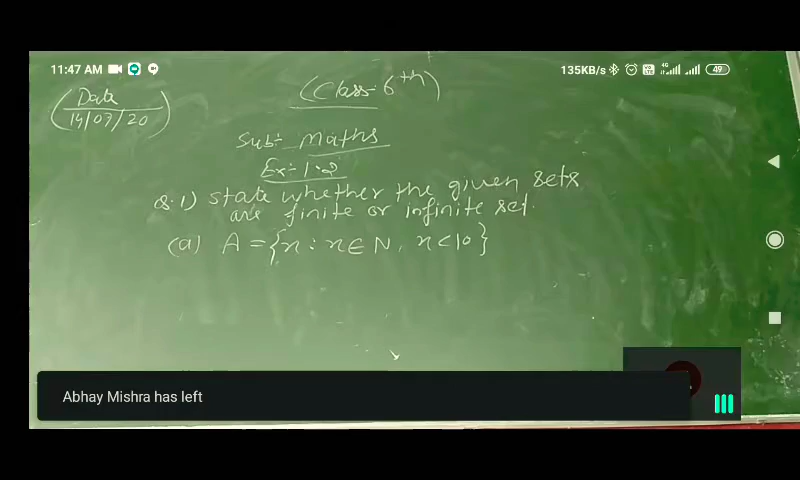 11:47 AM
135KB/s
4G
49
(Class-6th)
Date
14/07/20
Sub:- Maths
Ex:- 1.2
Q.1) State whether the given sets
are finite or infinite set.
(a) A = {n : n ∈ N, n < 10}
Abhay Mishra has left